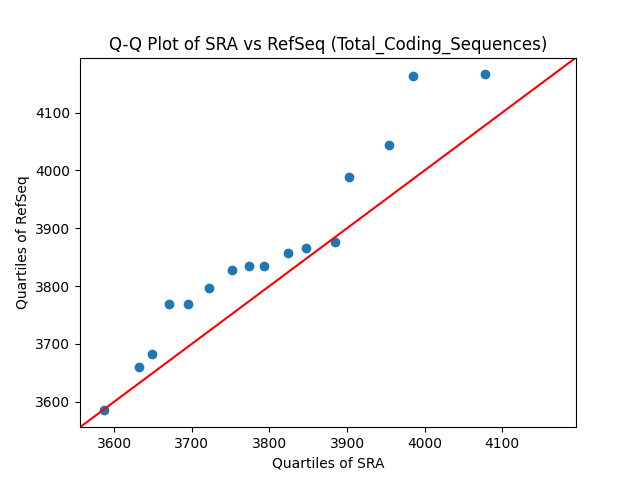 Q-Q Plot of SRA vs RefSeq (Total_Coding_Sequences)
Quartiles of RefSeq
4100
4000
3900
3800
3700
3600
3600 3700 3800 3900 4000 4100
Quartiles of SRA